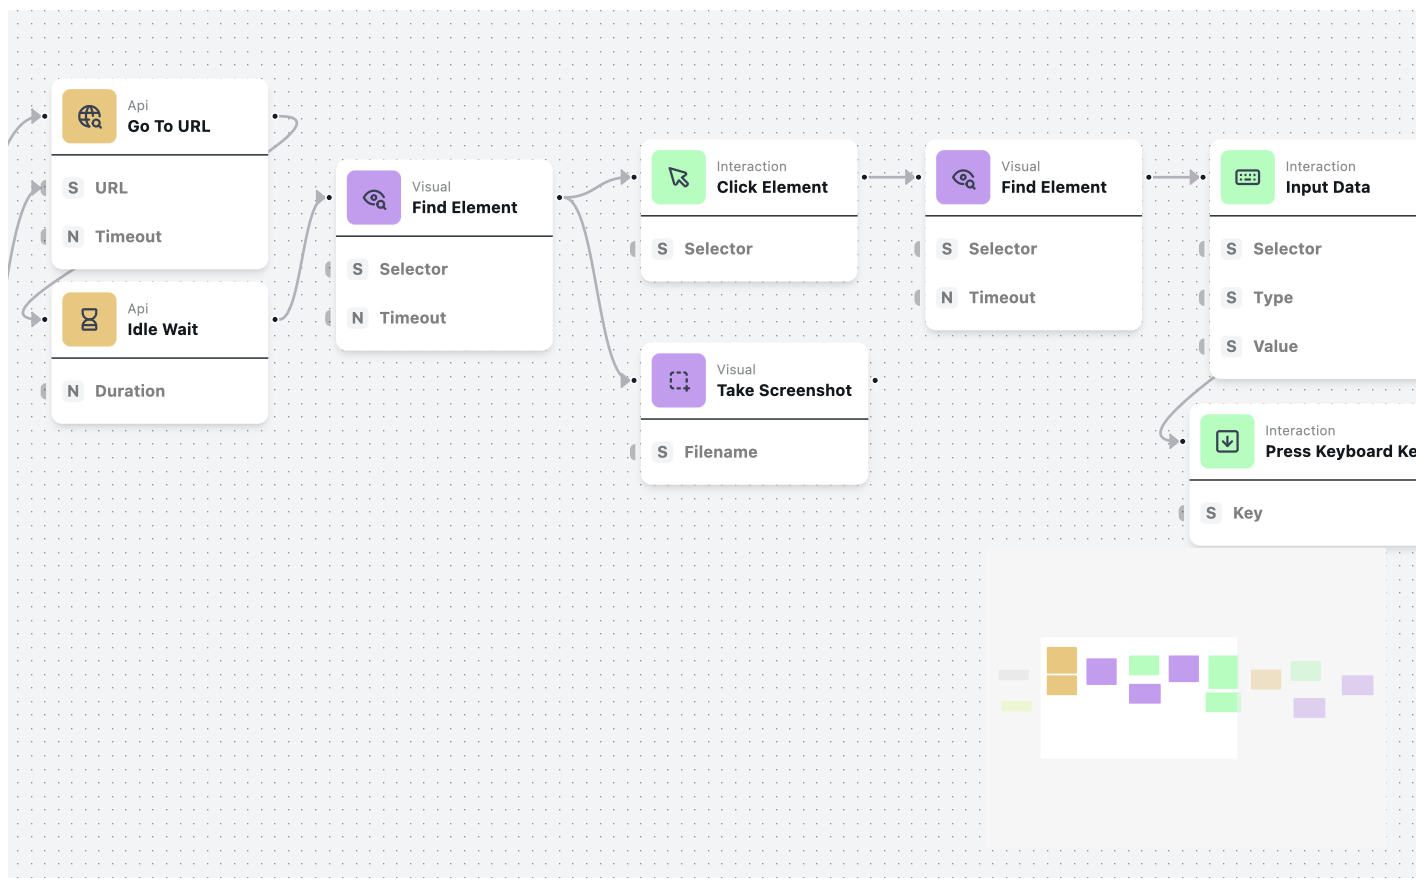 Api
Go To URL
S URL
N Timeout
Api
Idle Wait
N Duration
Visual
Find Element
S Selector
N Timeout
Interaction
Click Element
S Selector
Visual
Take Screenshot
S Filename
Visual
Find Element
S Selector
N Timeout
Interaction
Input Data
S Selector
S Type
S Value
Interaction
Press Keyboard Ke
S Key